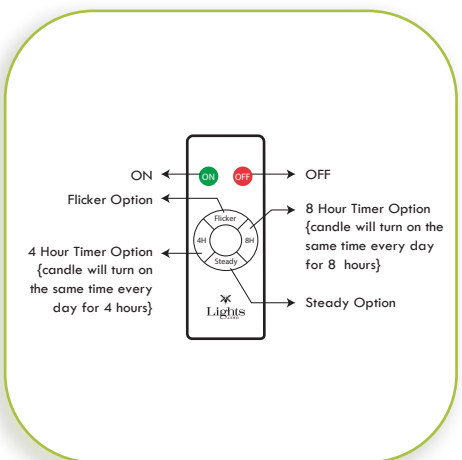 ON
OFF
Flicker Option
8 Hour Timer Option
{candle will turn on the
same time every day
for 8 hours}
4 Hour Timer Option
{candle will turn on
the same time every
day for 4 hours}
Steady Option
ON
OFF
Flicker
4H
8H
Steady
Lights
.com